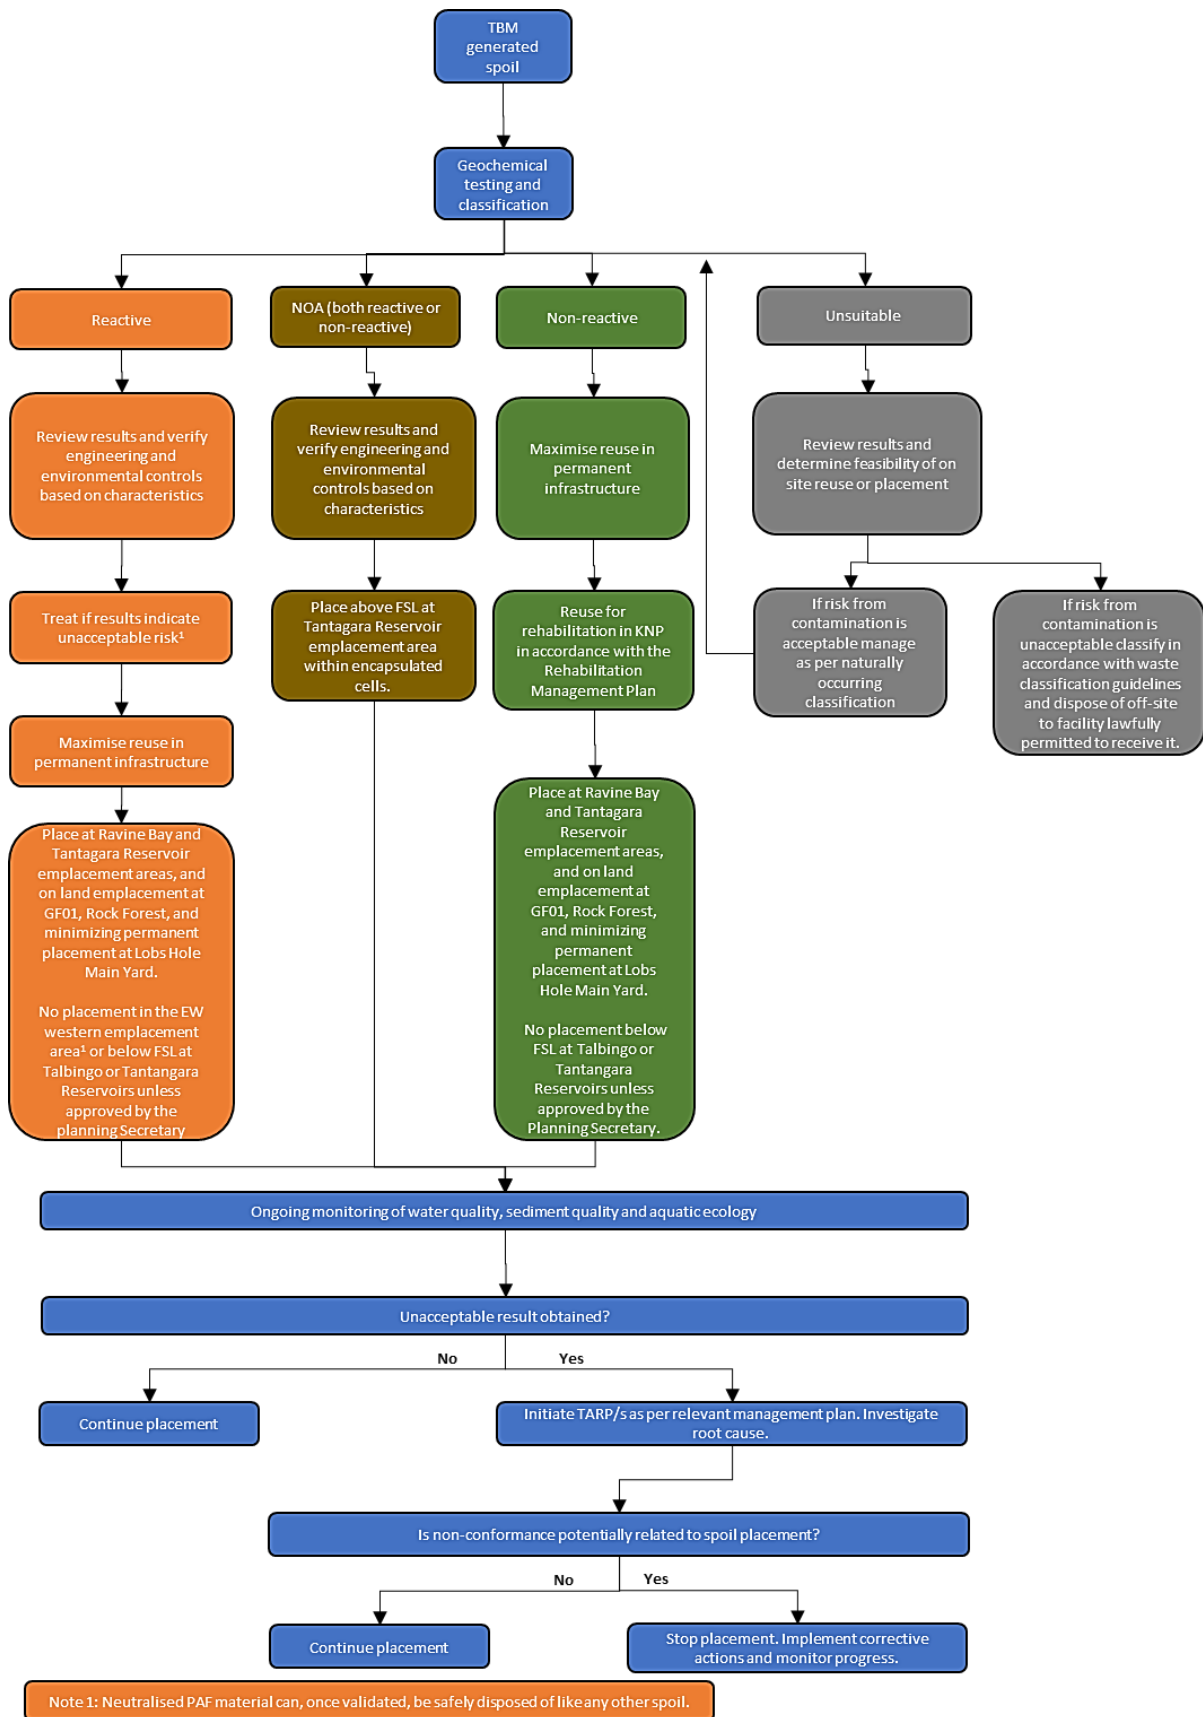 TBM
generated
spoil
Geochemical
testing and
classification
Reactive
NOA (both reactive or
non-reactive)
Non-reactive
Unsuitable
Review results and verify
engineering and
environmental controls
based on characteristics
Review results and
verify engineering and
environmental
controls based on
characteristics
Maximise reuse in
permanent
infrastructure
Review results and
determine feasibility of on
site reuse or placement
Treat if results indicate
unacceptable risk¹
Place above FSL at
Tantagara Reservoir
emplacement area
within encapsulated
cells.
Reuse for
rehabilitation in KNP
in accordance with the
Rehabilitation
Management Plan
If risk from
contamination is
acceptable manage
as per naturally
occurring
classification
If risk from
contamination is
unacceptable classify in
accordance with waste
classification guidelines
and dispose of off-site
to facility lawfully
permitted to receive it.
Maximise reuse in
permanent infrastructure
Place at Ravine Bay and
Tantagara Reservoir
emplacement areas, and
on land emplacement at
GF01, Rock Forest, and
minimizing permanent
placement at Lobs Hole
Main Yard.
No placement in the EW
western emplacement
area¹ or below FSL at
Talbingo or Tantangara
Reservoirs unless
approved by the
planning Secretary
Place at Ravine Bay
and Tantagara
Reservoir
emplacement areas,
and on land
emplacement at
GF01, Rock Forest,
and minimizing
permanent
placement at Lobs
Hole Main Yard.
No placement below
FSL at Talbingo or
Tantangara
Reservoirs unless
approved by the
Planning Secretary.
Ongoing monitoring of water quality, sediment quality and aquatic ecology
Unacceptable result obtained?
No
Yes
Continue placement
Initiate TARP/s as per relevant management plan. Investigate
root cause.
Is non-conformance potentially related to spoil placement?
No
Yes
Continue placement
Stop placement. Implement corrective
actions and monitor progress.
Note 1: Neutralised PAF material can, once validated, be safely disposed of like any other spoil.